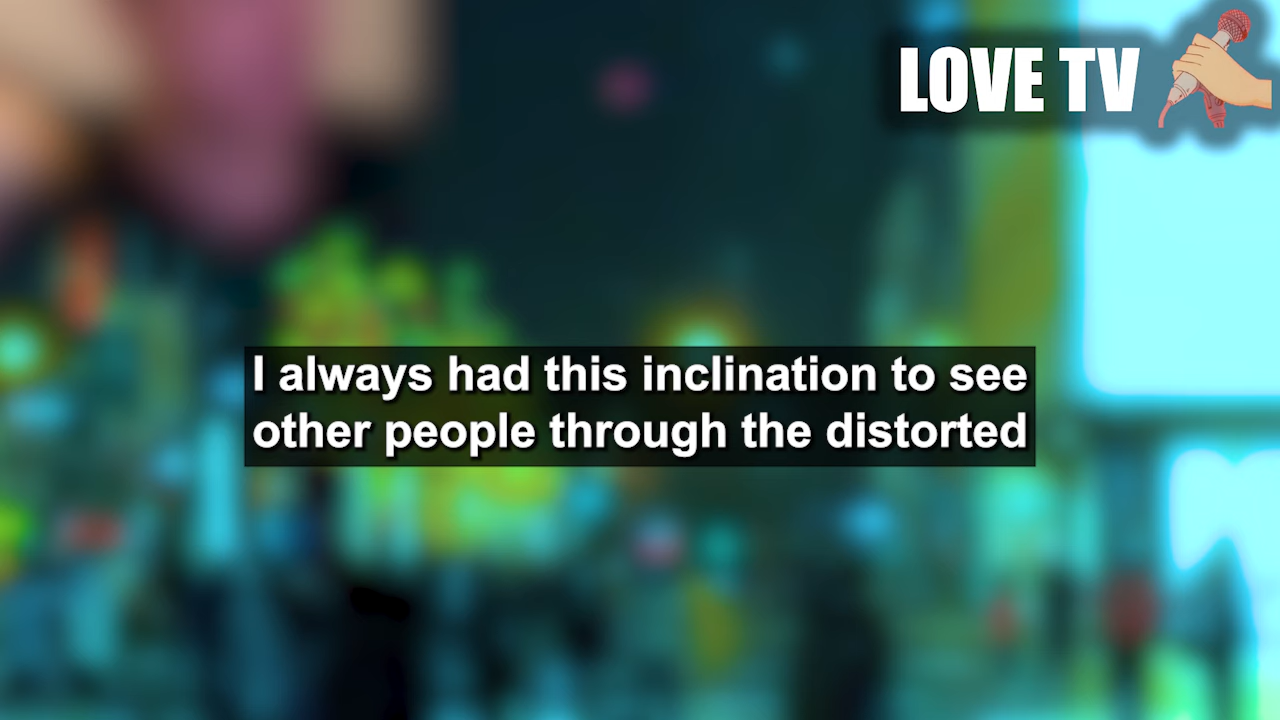 LOVE TV
I always had this inclination to see
other people through the distorted